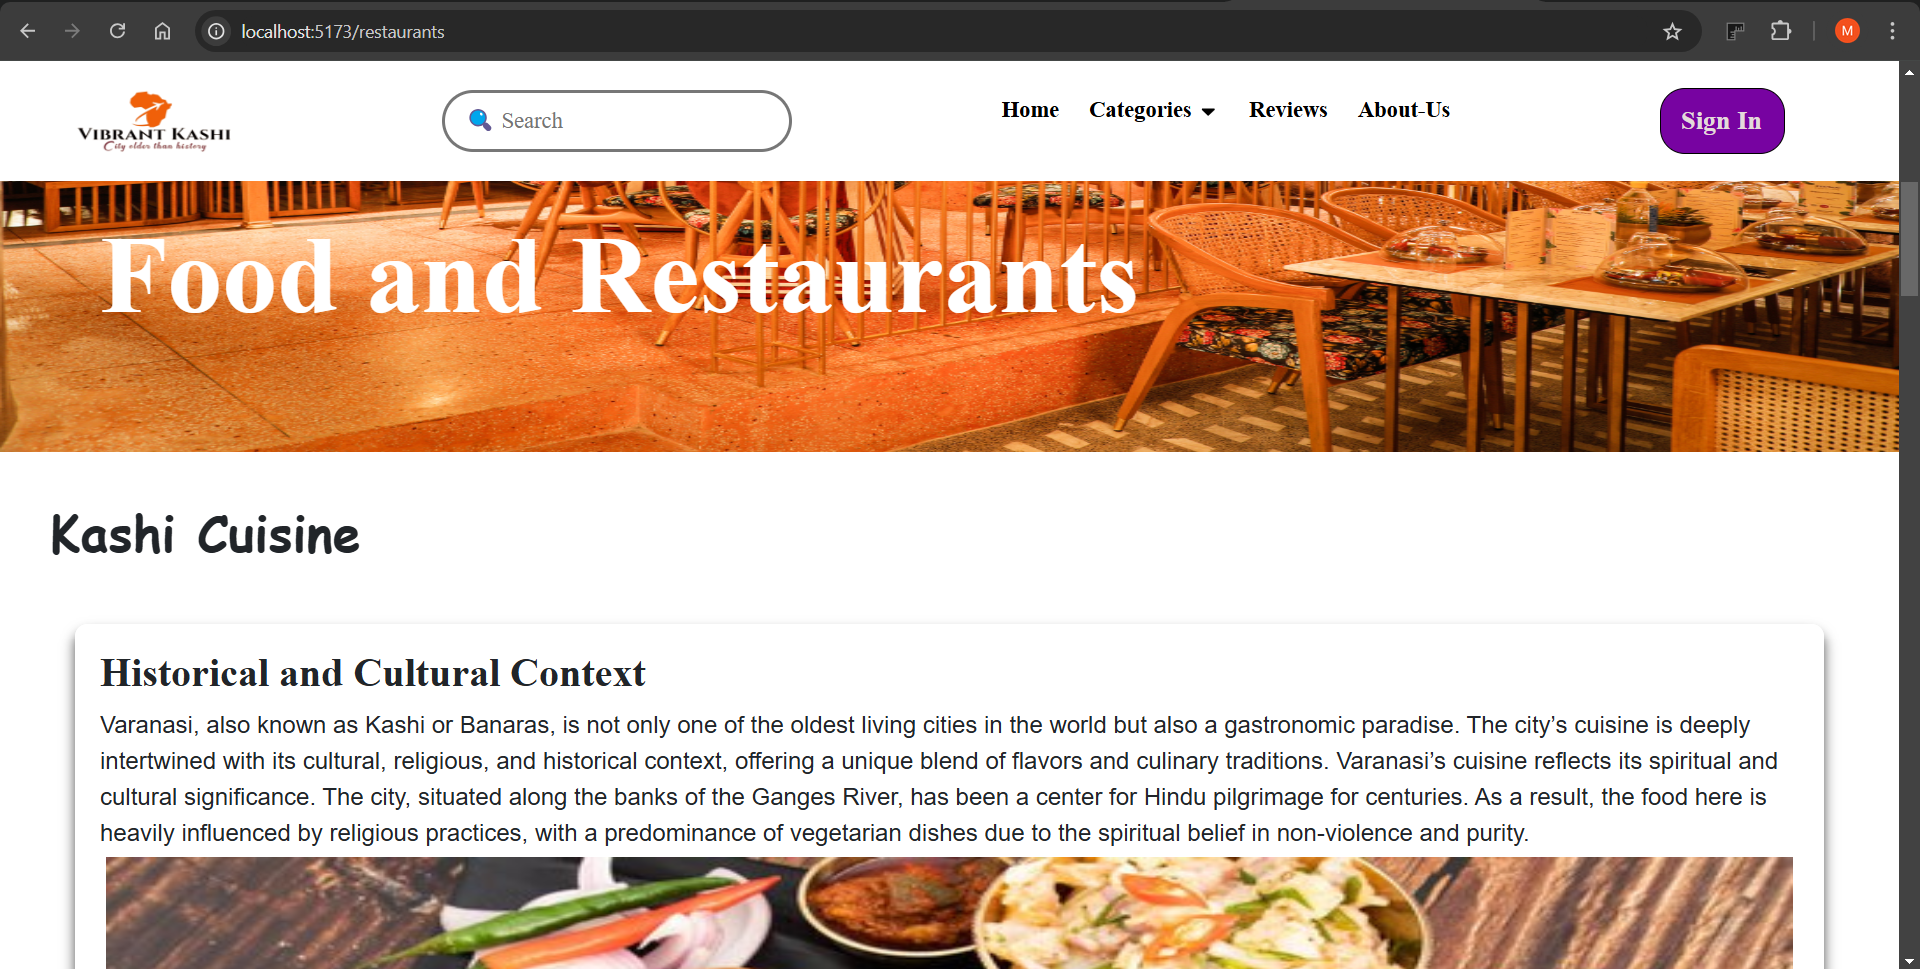 localhost:5173/restaurants
M
VIBRANT KASHI
City older than history
Search
Home Categories Reviews About-Us
Sign In
Food and Restaurants
Kashi Cuisine
Historical and Cultural Context
Varanasi, also known as Kashi or Banaras, is not only one of the oldest living cities in the world but also a gastronomic paradise. The city’s cuisine is deeply
intertwined with its cultural, religious, and historical context, offering a unique blend of flavors and culinary traditions. Varanasi’s cuisine reflects its spiritual and
cultural significance. The city, situated along the banks of the Ganges River, has been a center for Hindu pilgrimage for centuries. As a result, the food here is
heavily influenced by religious practices, with a predominance of vegetarian dishes due to the spiritual belief in non-violence and purity.